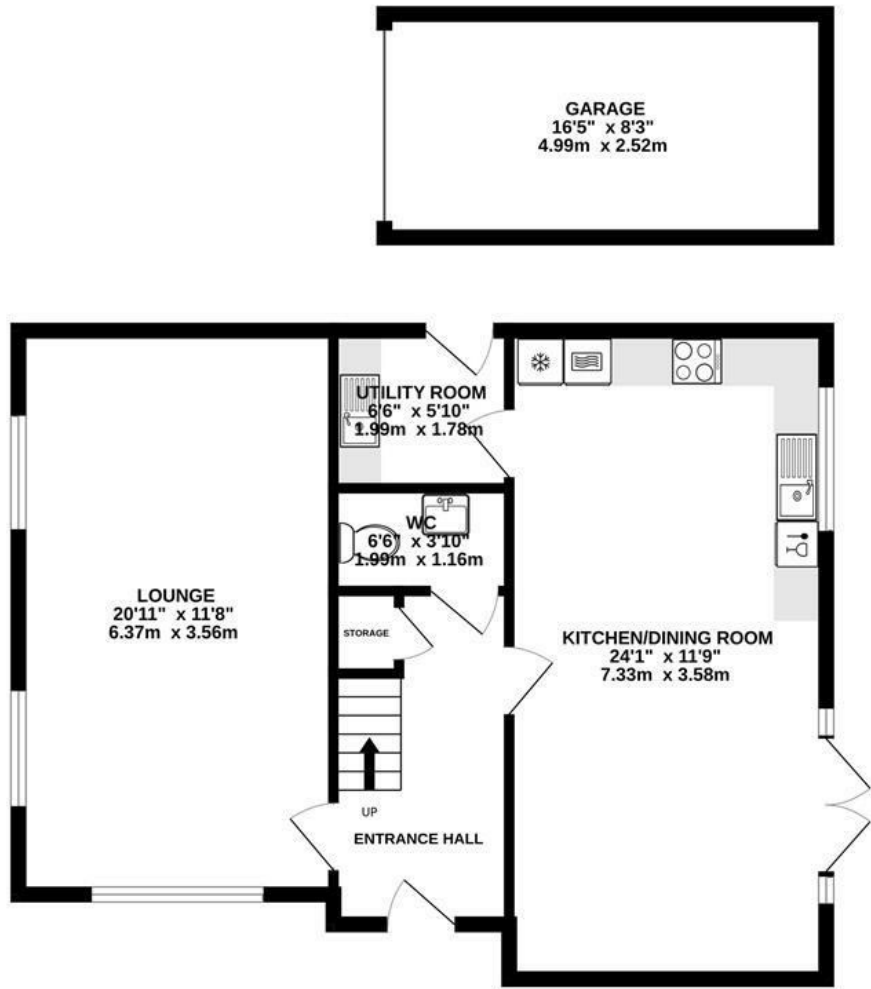 GARAGE
16'5" x 8'3"
4.99m x 2.52m
UTILITY ROOM
6'6" x 5'10"
1.99m x 1.78m
WC
6'6" x 3'10"
1.99m x 1.16m
LOUNGE
20'11" x 11'8"
6.37m x 3.56m
STORAGE
KITCHEN/DINING ROOM
24'1" x 11'9"
7.33m x 3.58m
UP
ENTRANCE HALL